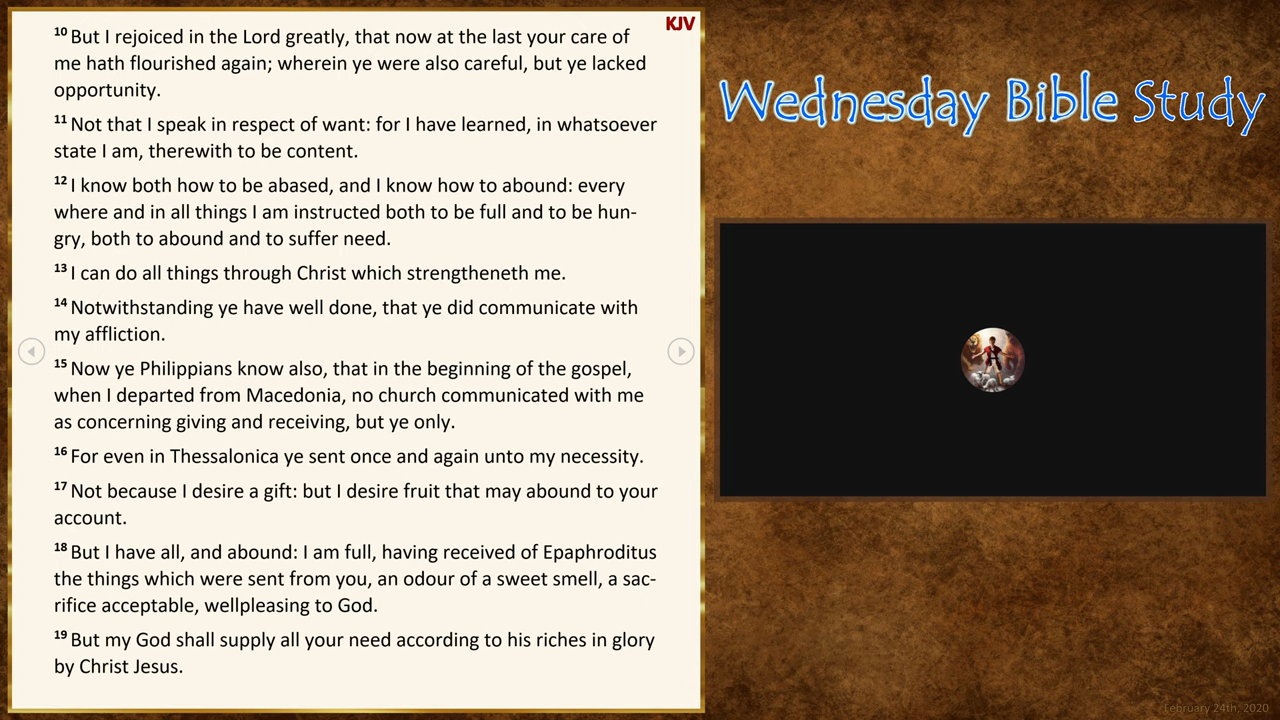 KJV
10 But I rejoiced in the Lord greatly, that now at the last your care of
me hath flourished again; wherein ye were also careful, but ye lacked
opportunity.
11 Not that I speak in respect of want: for I have learned, in whatsoever
state I am, therewith to be content.
12 I know both how to be abased, and I know how to abound: every
where and in all things I am instructed both to be full and to be hun-
gry, both to abound and to suffer need.
13 I can do all things through Christ which strengtheneth me.
14 Notwithstanding ye have well done, that ye did communicate with
my affliction.
15 Now ye Philippians know also, that in the beginning of the gospel,
when I departed from Macedonia, no church communicated with me
as concerning giving and receiving, but ye only.
16 For even in Thessalonica ye sent once and again unto my necessity.
17 Not because I desire a gift: but I desire fruit that may abound to your
account.
18 But I have all, and abound: I am full, having received of Epaphroditus
the things which were sent from you, an odour of a sweet smell, a sac-
rifice acceptable, wellpleasing to God.
19 But my God shall supply all your need according to his riches in glory
by Christ Jesus.
Wednesday Bible Study
February 24th, 2020